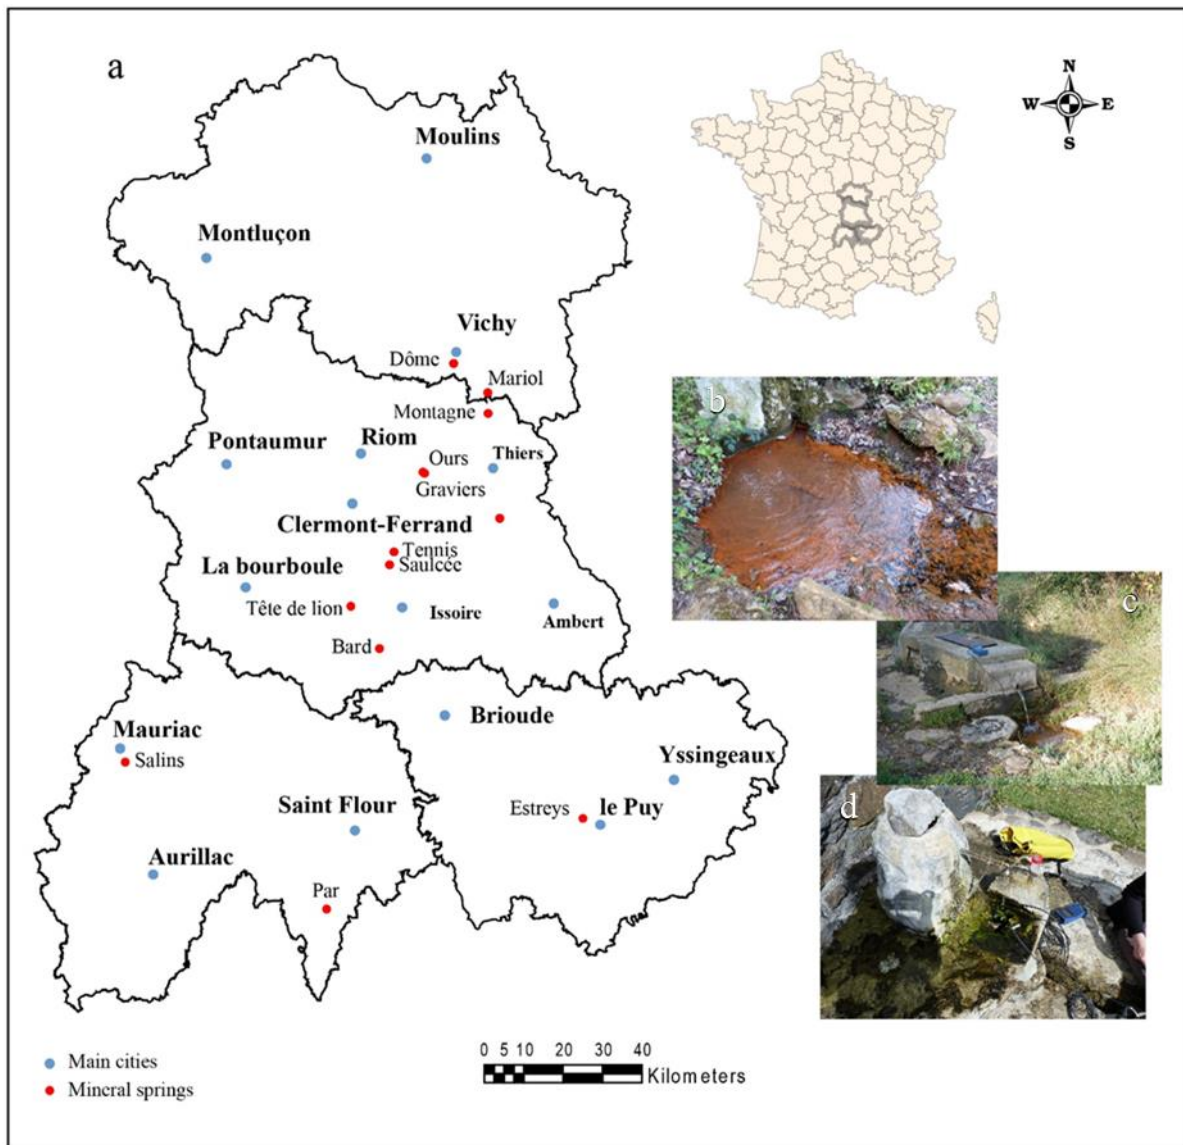 a
N
W E
S
Moulins
Montluçon
Vichy
Dôme
Mariol
Montagne
b
Pontaumur
Riom
Ours
Thiers
Graviers
Clermont-Ferrand
Tennis
Saulcée
La bourboule
c
Tête de lion
Issoire
Ambert
Bard
Brioude
Mauriac
Salins
Yssingeaux
Saint Flour
Estreys
le Puy
d
Aurillac
Par
Main cities
Mineral springs
0 5 10 20 30 40
Kilometers